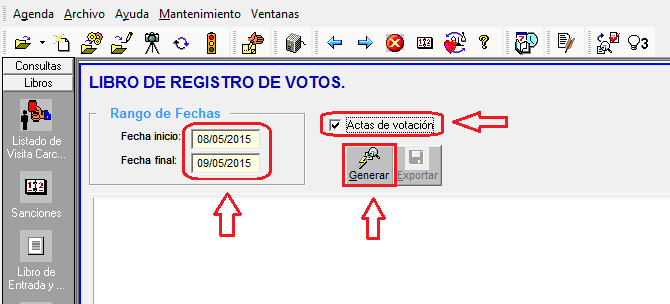 Agenda Archivo Ayuda Mantenimiento Ventanas
3
Consultas
Libros
Listado de
Visita Carc...
Sanciones
Libro de
Entrada y ...
LIBRO DE REGISTRO DE VOTOS.
Rango de Fechas
Fecha inicio: 08/05/2015
Fecha final: 09/05/2015
Actas de votación
Generar Exportar